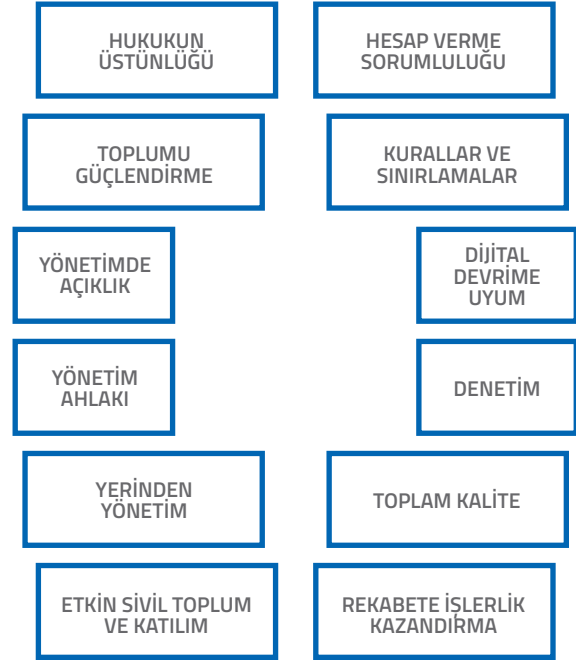 HUKUKUN
ÜSTÜNLÜĞÜ
HESAP VERME
SORUMLULUĞU
TOPLUMU
GÜÇLENDİRME
KURALLAR VE
SINIRLAMALAR
YÖNETİMDE
AÇIKLIK
DİJİTAL
DEVRİME
UYUM
YÖNETİM
AHLAKI
DENETİM
YERİNDEN
YÖNETİM
TOPLAM KALİTE
ETKİN SİVİL TOPLUM
VE KATILIM
REKABETE İŞLERLİK
KAZANDIRMA